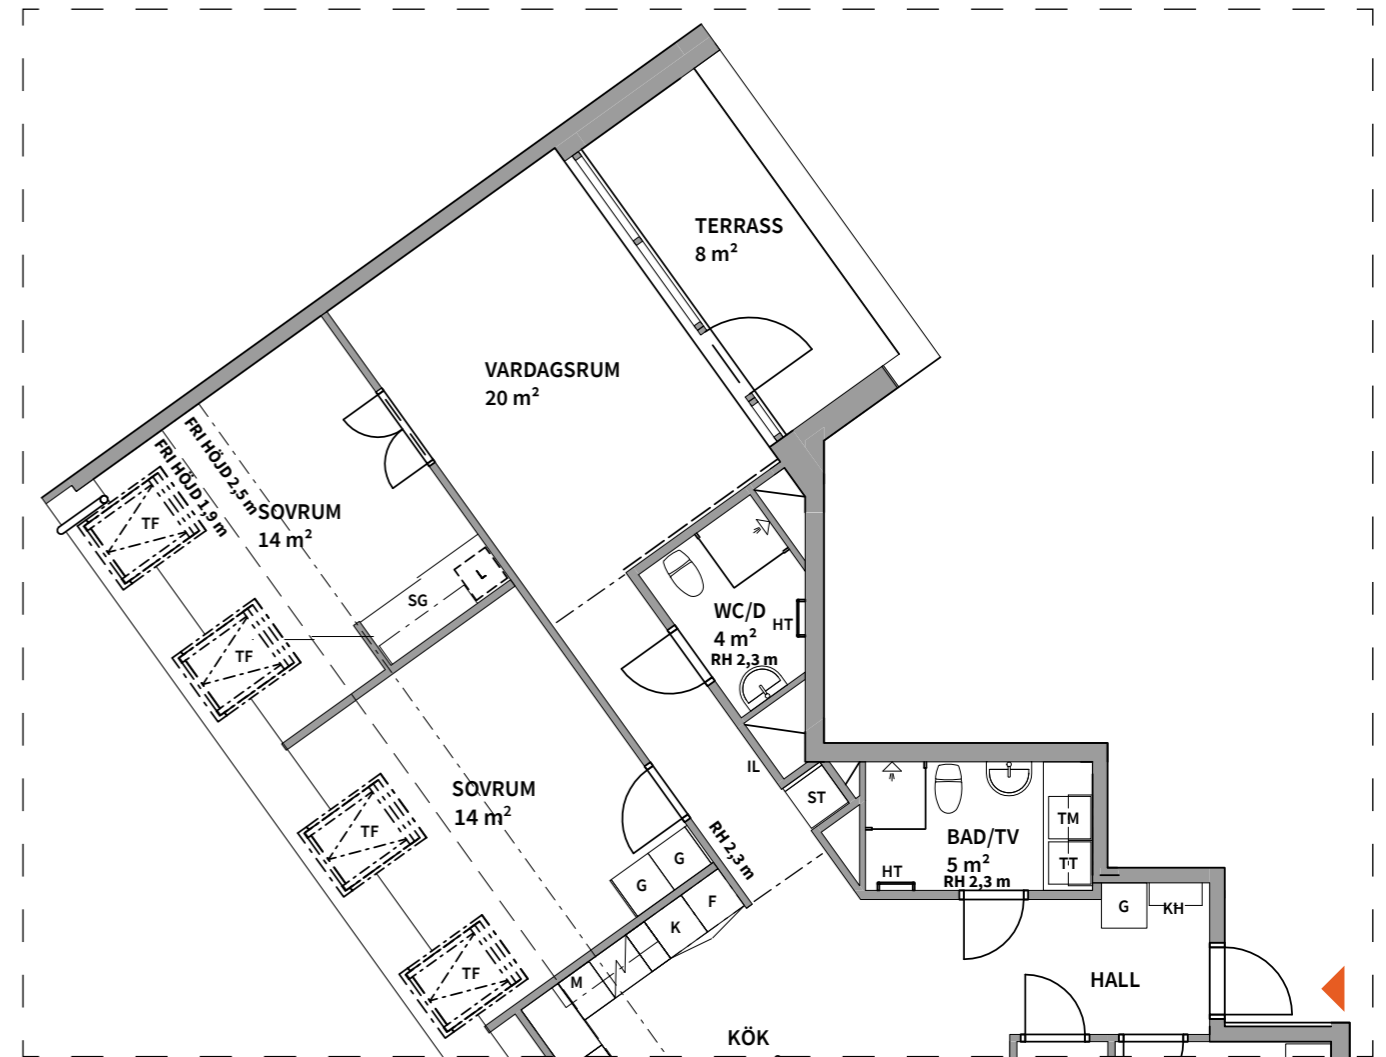 TERRASS
8 m²
VARDAGSRUM
20 m²
FRI HÖJD 2,5 m
FRI HÖJD 1,9 m
SOVRUM
14 m²
TF
L
SG
WC/D
4 m²
HT
RH 2,3 m
TF
IL
ST
SOVRUM
14 m²
TF
RH 2,3 m
G
G
F
K
M
TF
BAD/TV
5 m²
RH 2,3 m
HT
TM
TT
G
KH
HALL
KÖK